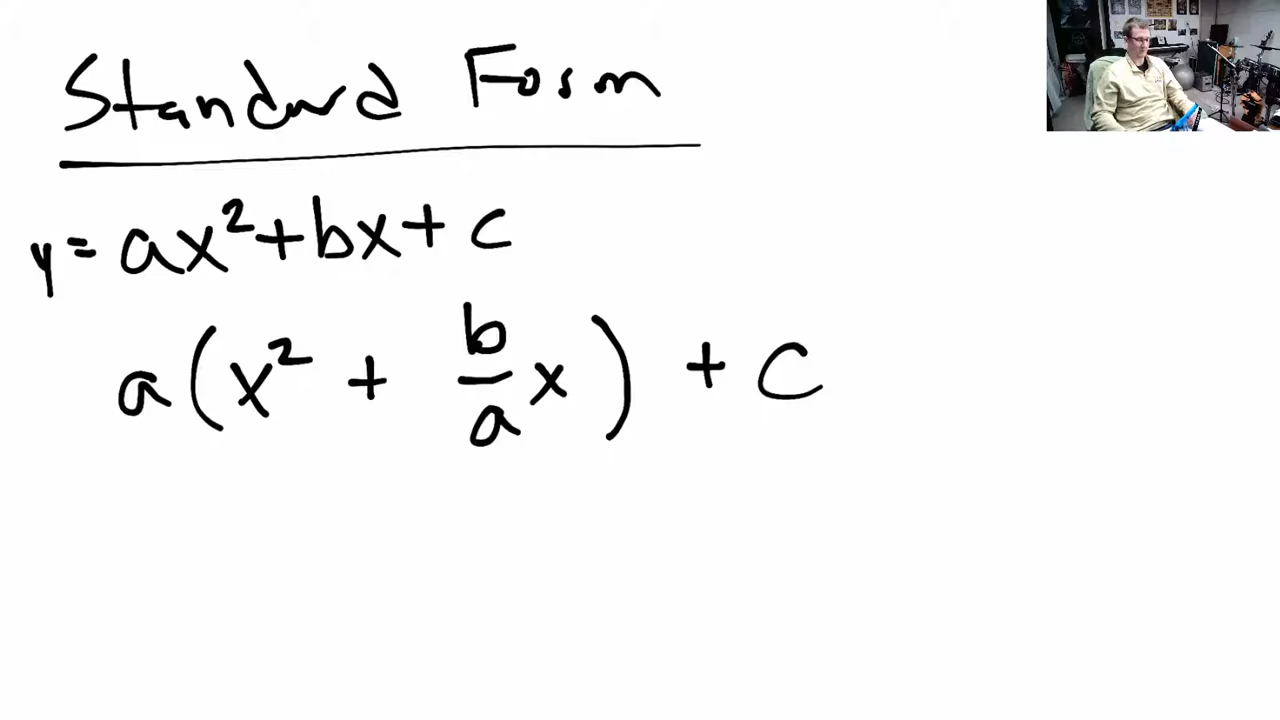 Standard Form
y = ax² + bx + c
a(x² + b/a x) + c